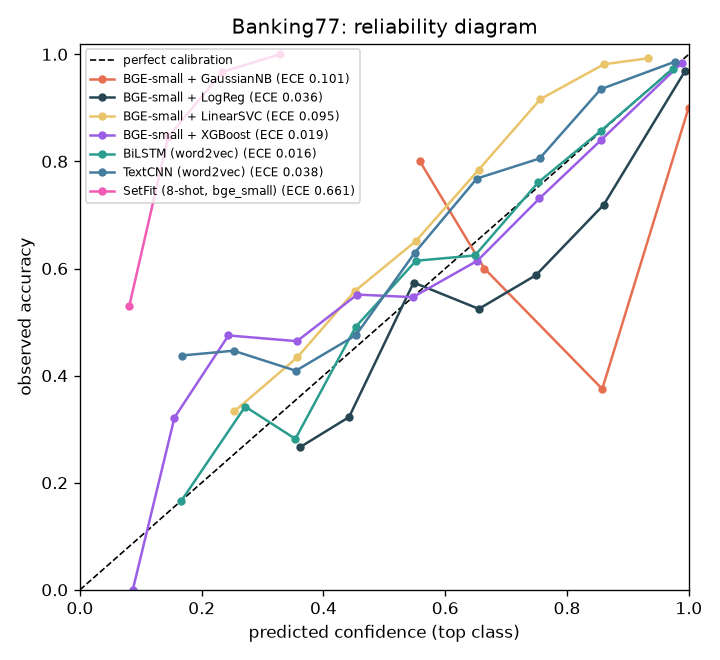 Banking77: reliability diagram
perfect calibration
BGE-small + GaussianNB (ECE 0.101)
BGE-small + LogReg (ECE 0.036)
BGE-small + LinearSVC (ECE 0.095)
BGE-small + XGBoost (ECE 0.019)
BiLSTM (word2vec) (ECE 0.016)
TextCNN (word2vec) (ECE 0.038)
SetFit (8-shot, bge_small) (ECE 0.661)
observed accuracy
1.0
0.8
0.6
0.4
0.2
0.0
0.0 0.2 0.4 0.6 0.8 1.0
predicted confidence (top class)